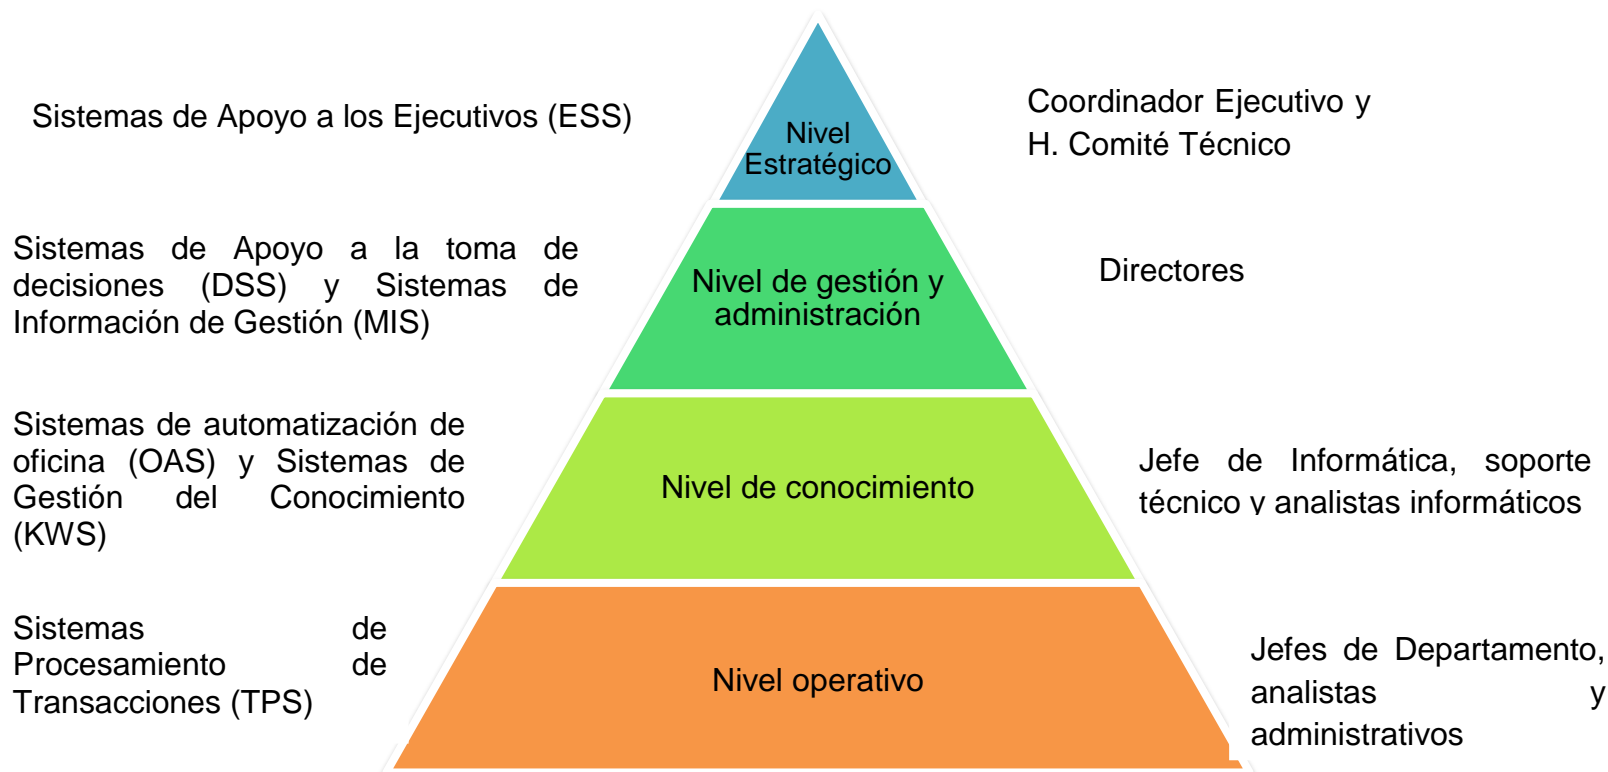 Sistemas de Apoyo a los Ejecutivos (ESS)
Nivel
Estratégico
Coordinador Ejecutivo y
H. Comité Técnico
Sistemas de Apoyo a la toma de
decisiones (DSS) y Sistemas de
Información de Gestión (MIS)
Nivel de gestión y
administración
Directores
Sistemas de automatización de
oficina (OAS) y Sistemas de
Gestión del Conocimiento
(KWS)
Nivel de conocimiento
Jefe de Informática, soporte
técnico y analistas informáticos
Sistemas de
Procesamiento de
Transacciones (TPS)
Nivel operativo
Jefes de Departamento,
analistas y
administrativos